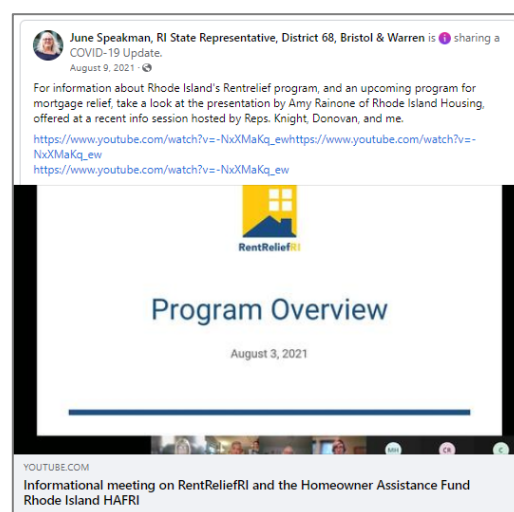 June Speakman, RI State Representative, District 68, Bristol & Warren is sharing a
COVID-19 Update.
August 9, 2021 ·
For information about Rhode Island's Rentrelief program, and an upcoming program for
mortgage relief, take a look at the presentation by Amy Rainone of Rhode Island Housing,
offered at a recent info session hosted by Reps. Knight, Donovan, and me.
https://www.youtube.com/watch?v=-NxXMaKq_ewhttps://www.youtube.com/watch?v=-
NxXMaKq_ew
https://www.youtube.com/watch?v=-NxXMaKq_ew
RentReliefRI
Program Overview
August 3, 2021
MH CR C
YOUTUBE.COM
Informational meeting on RentReliefRI and the Homeowner Assistance Fund
Rhode Island HAFRI